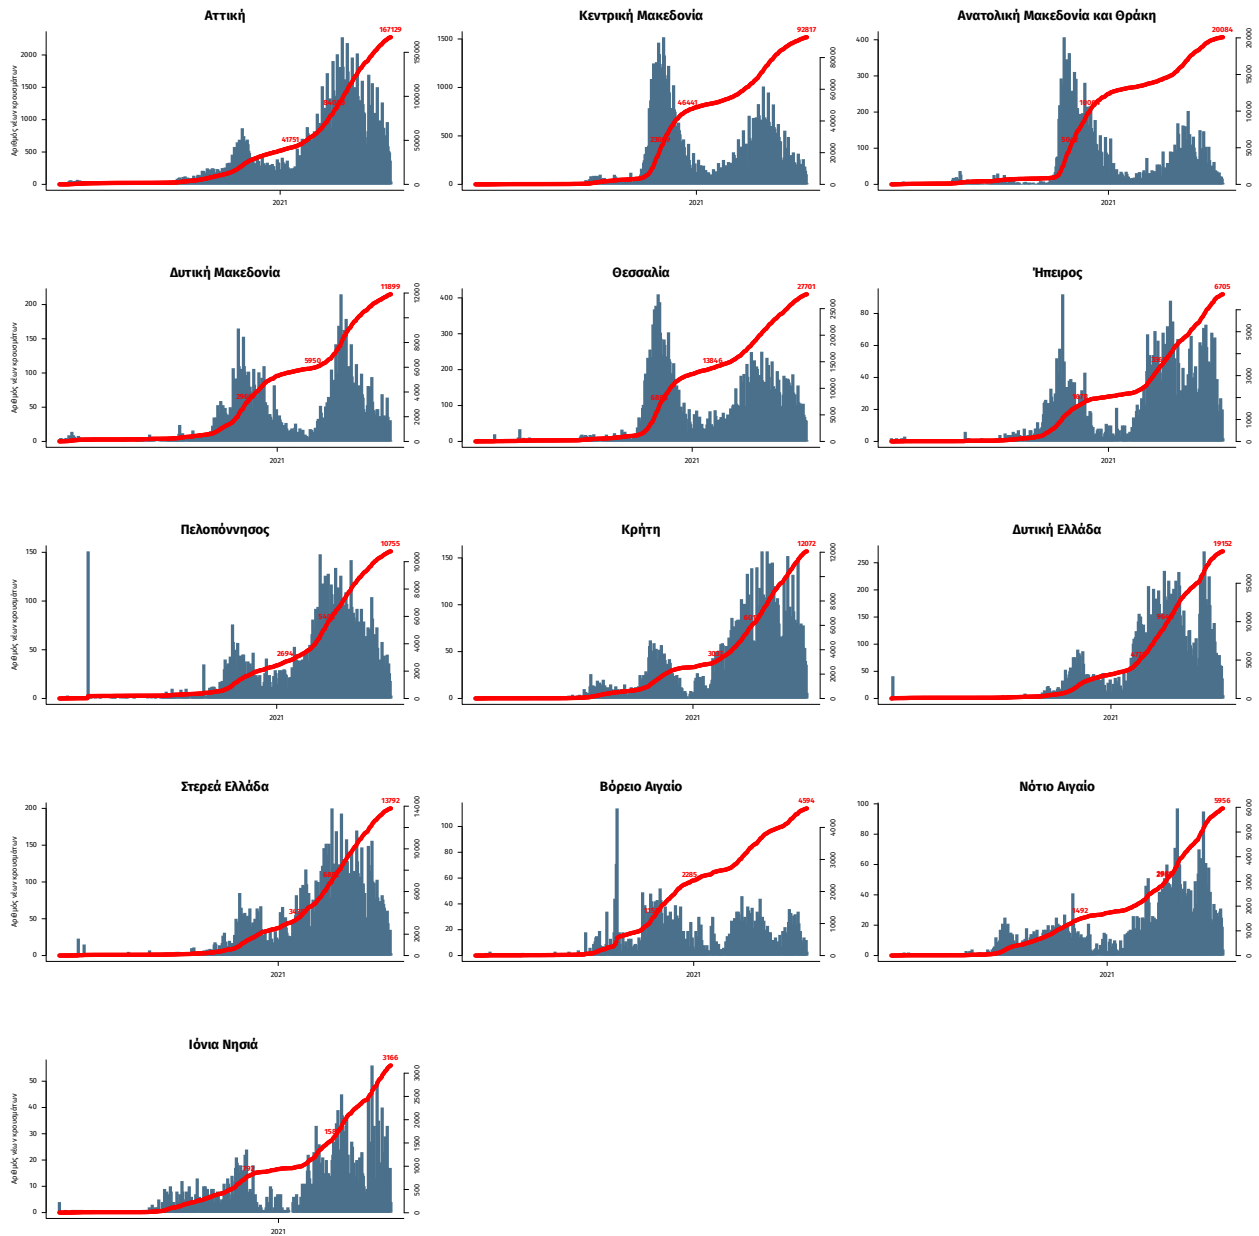 Αττική
Κεντρική Μακεδονία
Ανατολική Μακεδονία και Θράκη
Αριθμός νέων κρουσμάτων
0 500 1000 1500 2000
0 50000 100000 150000
41751
167129
2021
0 500 1000 1500
0 20000 40000 60000 80000
46441
92817
2021
0 100 200 300 400
0 5000 10000 15000 20000
20084
2021
Δυτική Μακεδονία
Θεσσαλία
Ήπειρος
Αριθμός νέων κρουσμάτων
0 50 100 150 200
0 2000 4000 6000 8000 12000
5950
11899
2021
0 100 200 300 400
0 5000 10000 15000 20000 25000
13846
27701
2021
0 20 40 60 80
0 1000 2000 3000 4000 5000
6705
2021
Πελοπόννησος
Κρήτη
Δυτική Ελλάδα
Αριθμός νέων κρουσμάτων
0 50 100 150
0 2000 4000 6000 8000 10000
2694
10755
2021
0 50 100 150
0 2000 4000 6000 8000 12000
12072
2021
0 50 100 150 200 250
0 5000 10000 15000
19152
2021
Στερεά Ελλάδα
Βόρειο Αιγαίο
Νότιο Αιγαίο
Αριθμός νέων κρουσμάτων
0 50 100 150 200
0 2000 4000 6000 10000 14000
13792
2021
0 20 40 60 80 100
0 1000 2000 3000 4000
2285
4594
2021
0 20 40 60 80 100
0 1000 2000 3000 4000 5000 6000
1492
5956
2021
Ιόνια Νησιά
Αριθμός νέων κρουσμάτων
0 10 20 30 40 50
0 500 1000 1500 2000 2500 3000
3166
2021